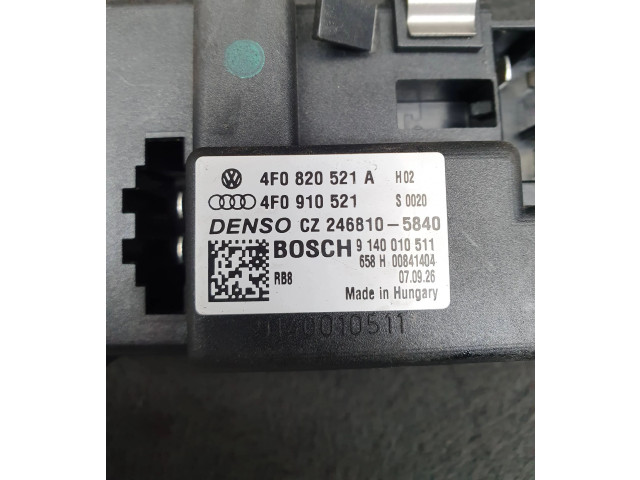 4F0 820 521 A H02
4F0 910 521 S 0020
DENSO CZ 246810-5840
BOSCH 9 140 010 511
658 H 00841404
RB8 07.09.26
Made in Hungary
9140010511